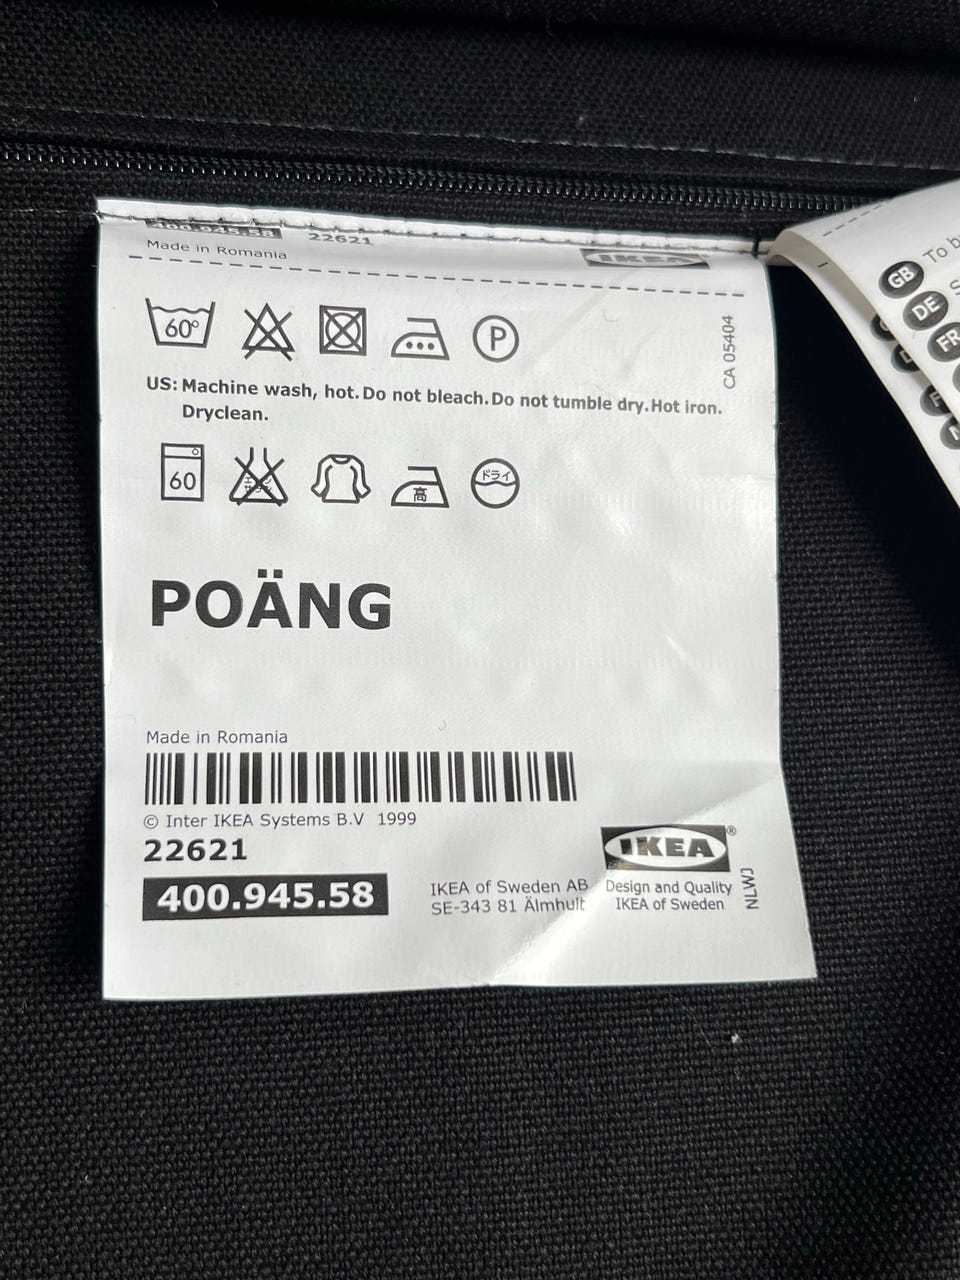 400.945.58 22621
Made in Romania
IKEA
60°
P
CA 05404
US: Machine wash, hot. Do not bleach. Do not tumble dry. Hot iron.
Dryclean.
60
高
ドライ
POÄNG
Made in Romania
© Inter IKEA Systems B.V 1999
22621
400.945.58
IKEA of Sweden AB
SE-343 81 Älmhult
IKEA®
Design and Quality
IKEA of Sweden
NLWJ
GB To
DE S
FR